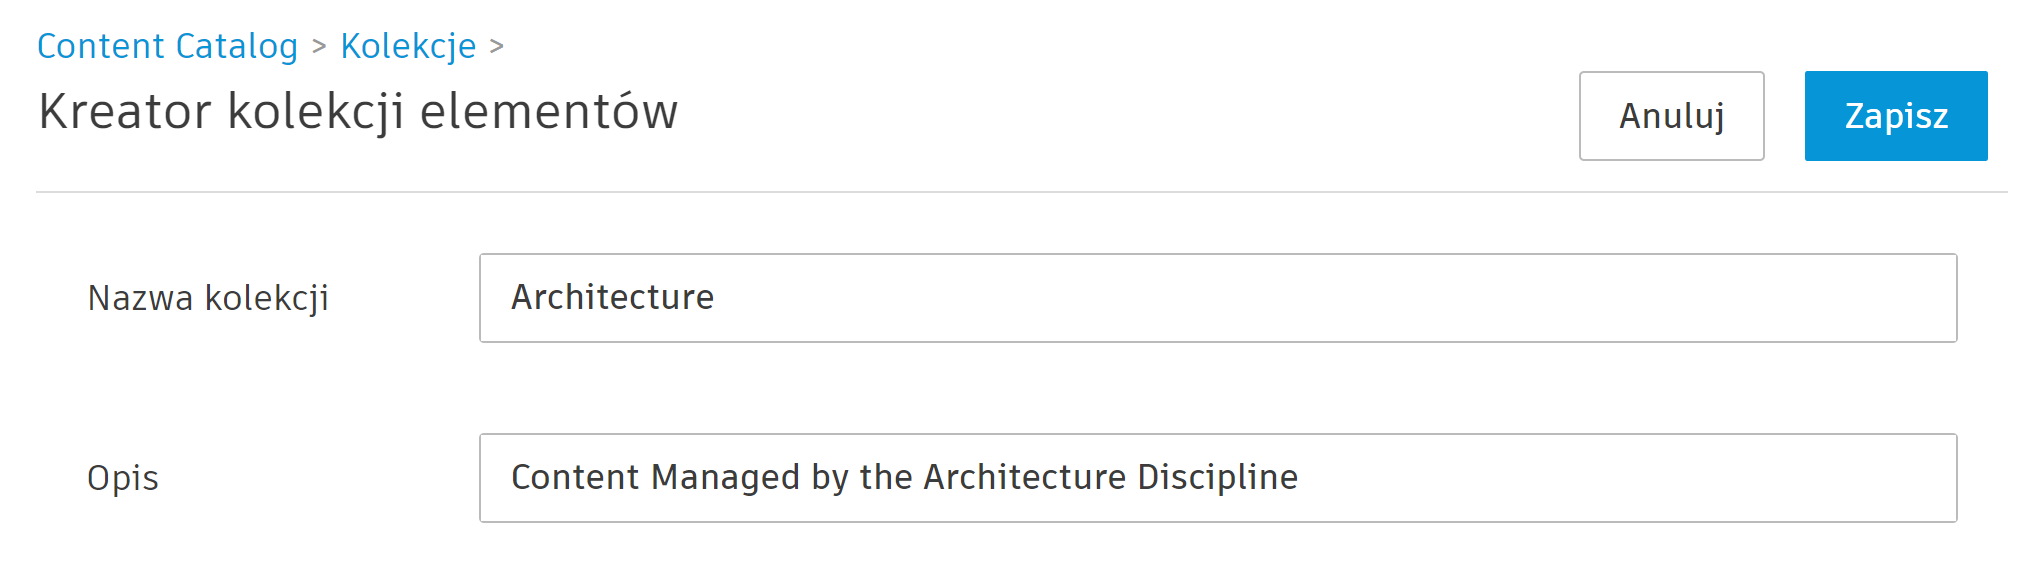 Content Catalog > Kolekcje >
Kreator kolekcji elementów
Anuluj
Zapisz
Nazwa kolekcji
Architecture
Opis
Content Managed by the Architecture Discipline